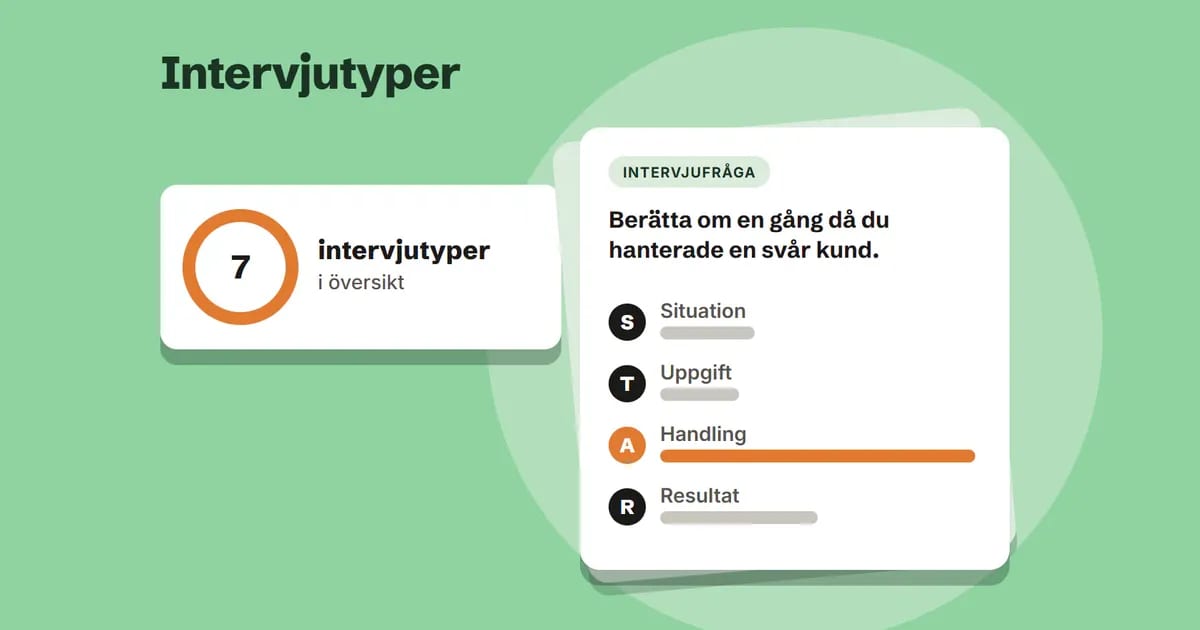 Intervjutyper
7
intervjutyper
i översikt
INTERVJUFRÅGA
Berätta om en gång då du
hanterade en svår kund.
S
Situation
T
Uppgift
A
Handling
R
Resultat